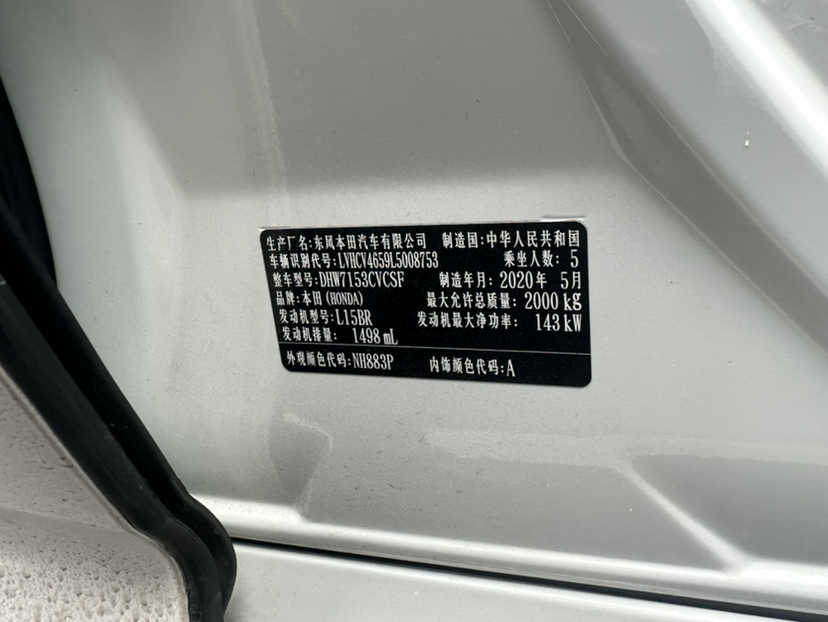 生产厂名:东风本田汽车有限公司 制造国:中华人民共和国
车辆识别代号:LVHCV4659L5008753 乘坐人数: 5
整车型号:DHW7153CVCSF 制造年月: 2020年 5月
品牌:本田(HONDA) 最大允许总质量: 2000 kg
发动机型号:L15BR 发动机最大净功率: 143 kW
发动机排量: 1498 mL
外观颜色代码:NH883P 内饰颜色代码:A